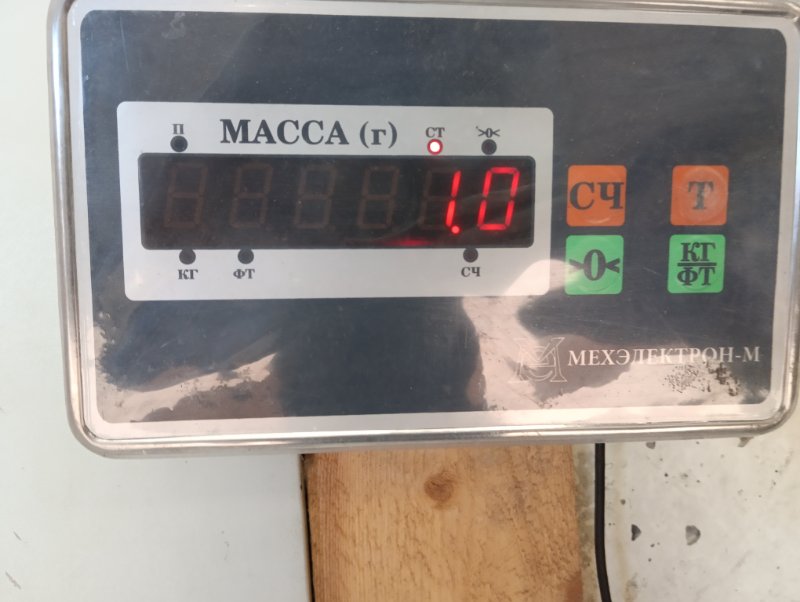 П МАССА (г) СТ >0<
1.0
КГ ФТ СЧ
СЧ Т
>0< КГ/ФТ
МЕХЭЛЕКТРОН-М